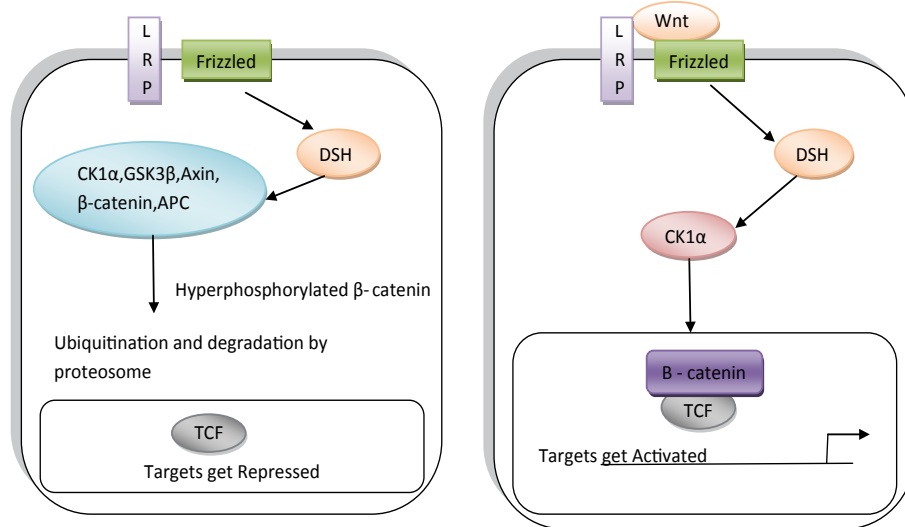 L
R
P
Frizzled
DSH
CK1α,GSK3β,Axin,
β-catenin,APC
Hyperphosphorylated β- catenin
Ubiquitination and degradation by
proteosome
TCF
Targets get Repressed
Wnt
L
R
P
Frizzled
DSH
CK1α
B - catenin
TCF
Targets get Activated